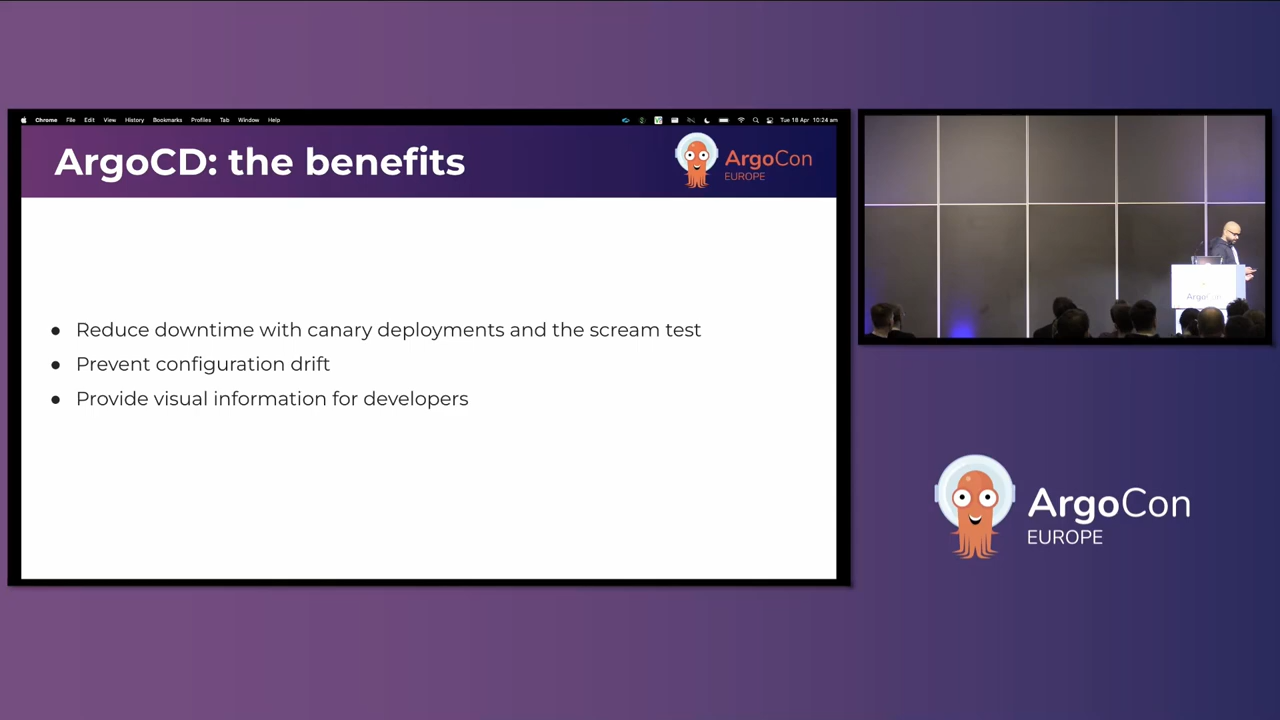 Chrome File Edit View History Bookmarks Profiles Tab Window Help
Tue 18 Apr 10:24 am
ArgoCD: the benefits
ArgoCon
EUROPE
● Reduce downtime with canary deployments and the scream test
● Prevent configuration drift
● Provide visual information for developers
ArgoCon
ArgoCon
EUROPE